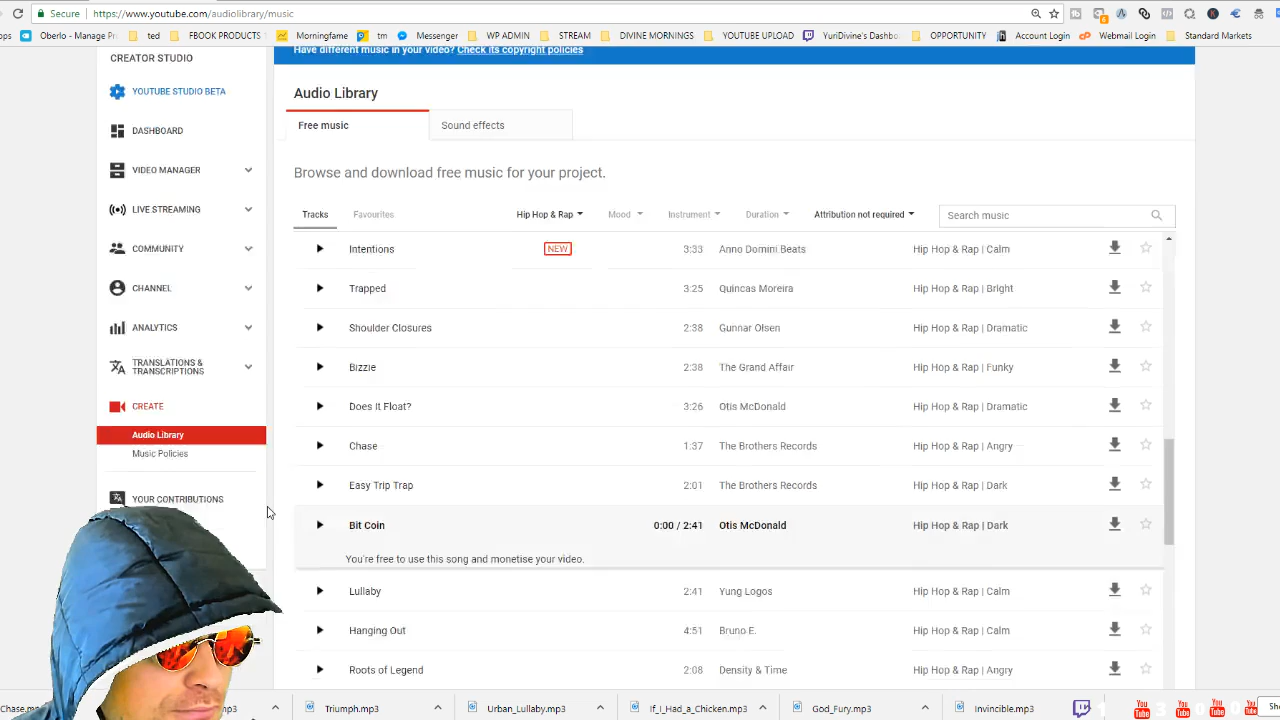 Secure https://www.youtube.com/audiolibrary/music
Oberlo - Manage Pr ted FBOOK PRODUCTS Morningfame tm Messenger WP ADMIN STREAM DIVINE MORNINGS YOUTUBE UPLOAD YuriDivine's Dashbo OPPORTUNITY Account Login Webmail Login Standard Markets
CREATOR STUDIO
Have different music in your video? Check its copyright policies
YOUTUBE STUDIO BETA
DASHBOARD
VIDEO MANAGER
LIVE STREAMING
COMMUNITY
CHANNEL
ANALYTICS
TRANSLATIONS &
TRANSCRIPTIONS
CREATE
Audio Library
Music Policies
YOUR CONTRIBUTIONS
Audio Library
Free music Sound effects
Browse and download free music for your project.
Tracks Favourites Hip Hop & Rap Mood Instrument Duration Attribution not required Search music
Intentions NEW 3:33 Anno Domini Beats Hip Hop & Rap | Calm
Trapped 3:25 Quincas Moreira Hip Hop & Rap | Bright
Shoulder Closures 2:38 Gunnar Olsen Hip Hop & Rap | Dramatic
Bizzie 2:38 The Grand Affair Hip Hop & Rap | Funky
Does It Float? 3:26 Otis McDonald Hip Hop & Rap | Dramatic
Chase 1:37 The Brothers Records Hip Hop & Rap | Angry
Easy Trip Trap 2:01 The Brothers Records Hip Hop & Rap | Dark
Bit Coin 0:00 / 2:41 Otis McDonald Hip Hop & Rap | Dark
You're free to use this song and monetise your video.
Lullaby 2:41 Yung Logos Hip Hop & Rap | Calm
Hanging Out 4:51 Bruno E. Hip Hop & Rap | Calm
Roots of Legend 2:08 Density & Time Hip Hop & Rap | Angry
Chase.mp3 Triumph.mp3 Urban_Lullaby.mp3 If_I_Had_a_Chicken.mp3 God_Fury.mp3 Invincible.mp3